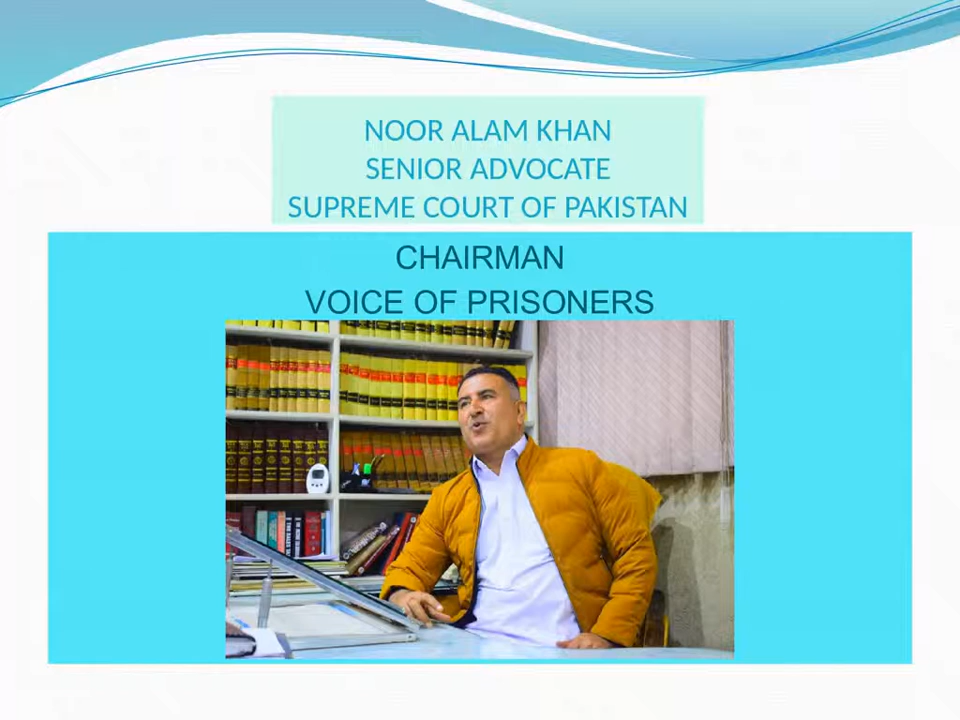 NOOR ALAM KHAN
SENIOR ADVOCATE
SUPREME COURT OF PAKISTAN
CHAIRMAN
VOICE OF PRISONERS